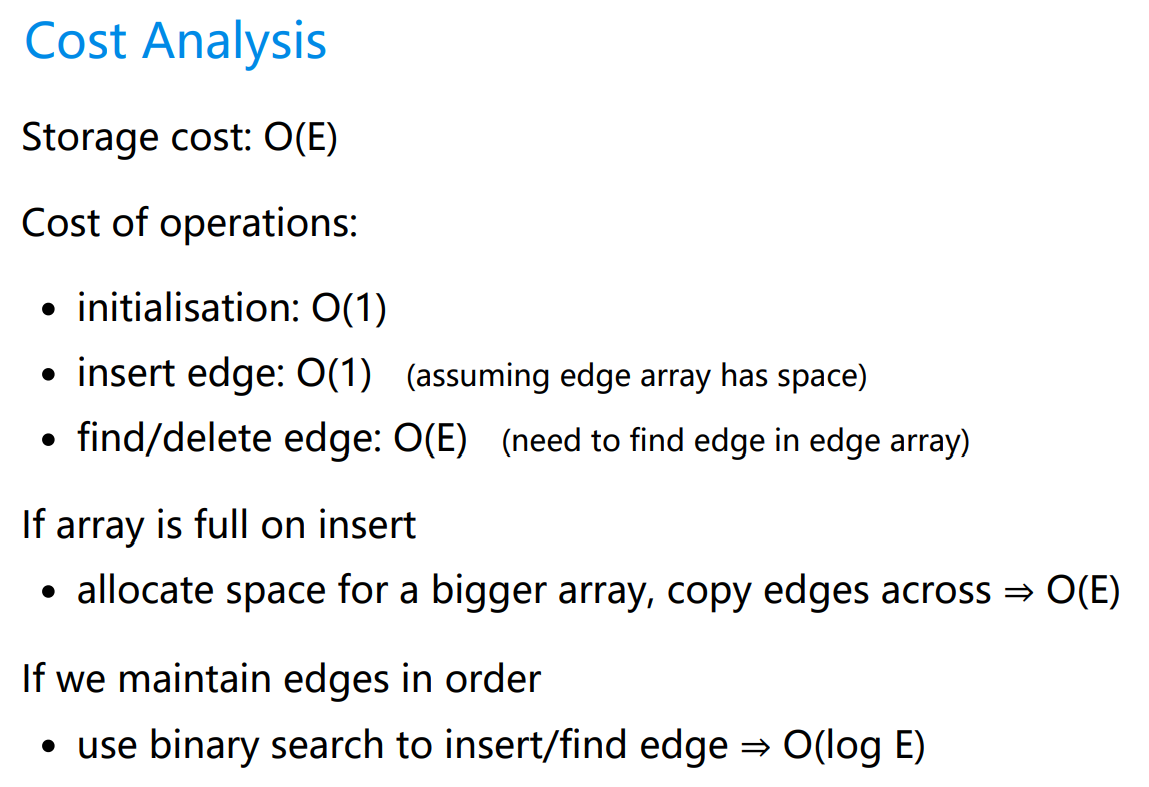 Cost Analysis
Storage cost: O(E)
Cost of operations:
• initialisation: O(1)
• insert edge: O(1) (assuming edge array has space)
• find/delete edge: O(E) (need to find edge in edge array)
If array is full on insert
• allocate space for a bigger array, copy edges across ⇒ O(E)
If we maintain edges in order
• use binary search to insert/find edge ⇒ O(log E)